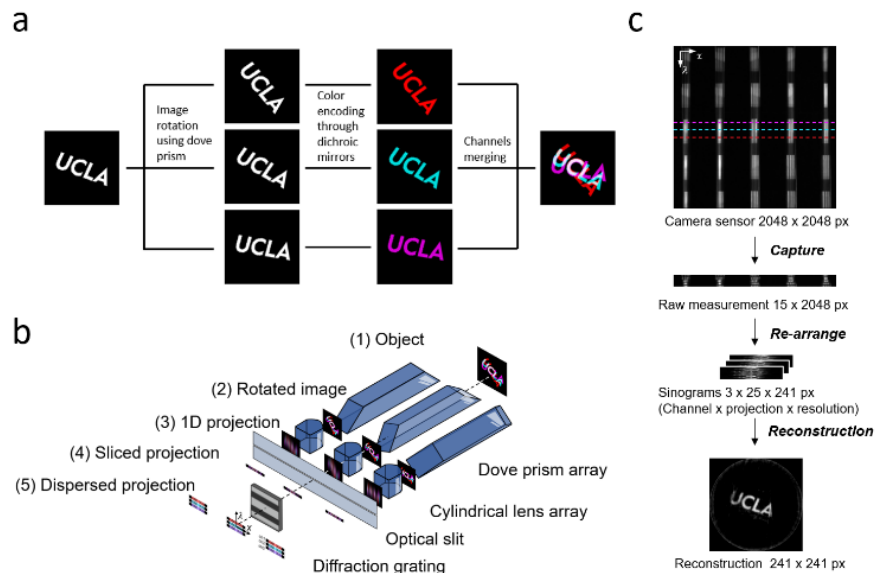 a
Image
rotation
using dove
prism
UCLA
UCLA
UCLA
UCLA
Color
encoding
through
dichroic
mirrors
UCLA
UCLA
UCLA
Channels
merging
UCLA
b
(1) Object
(2) Rotated image
(3) 1D projection
(4) Sliced projection
(5) Dispersed projection
Dove prism array
Cylindrical lens array
Optical slit
Diffraction grating
c
Camera sensor 2048 x 2048 px
Capture
Raw measurement 15 x 2048 px
Re-arrange
Sinograms 3 x 25 x 241 px
(Channel x projection x resolution)
Reconstruction
UCLA
Reconstruction 241 x 241 px